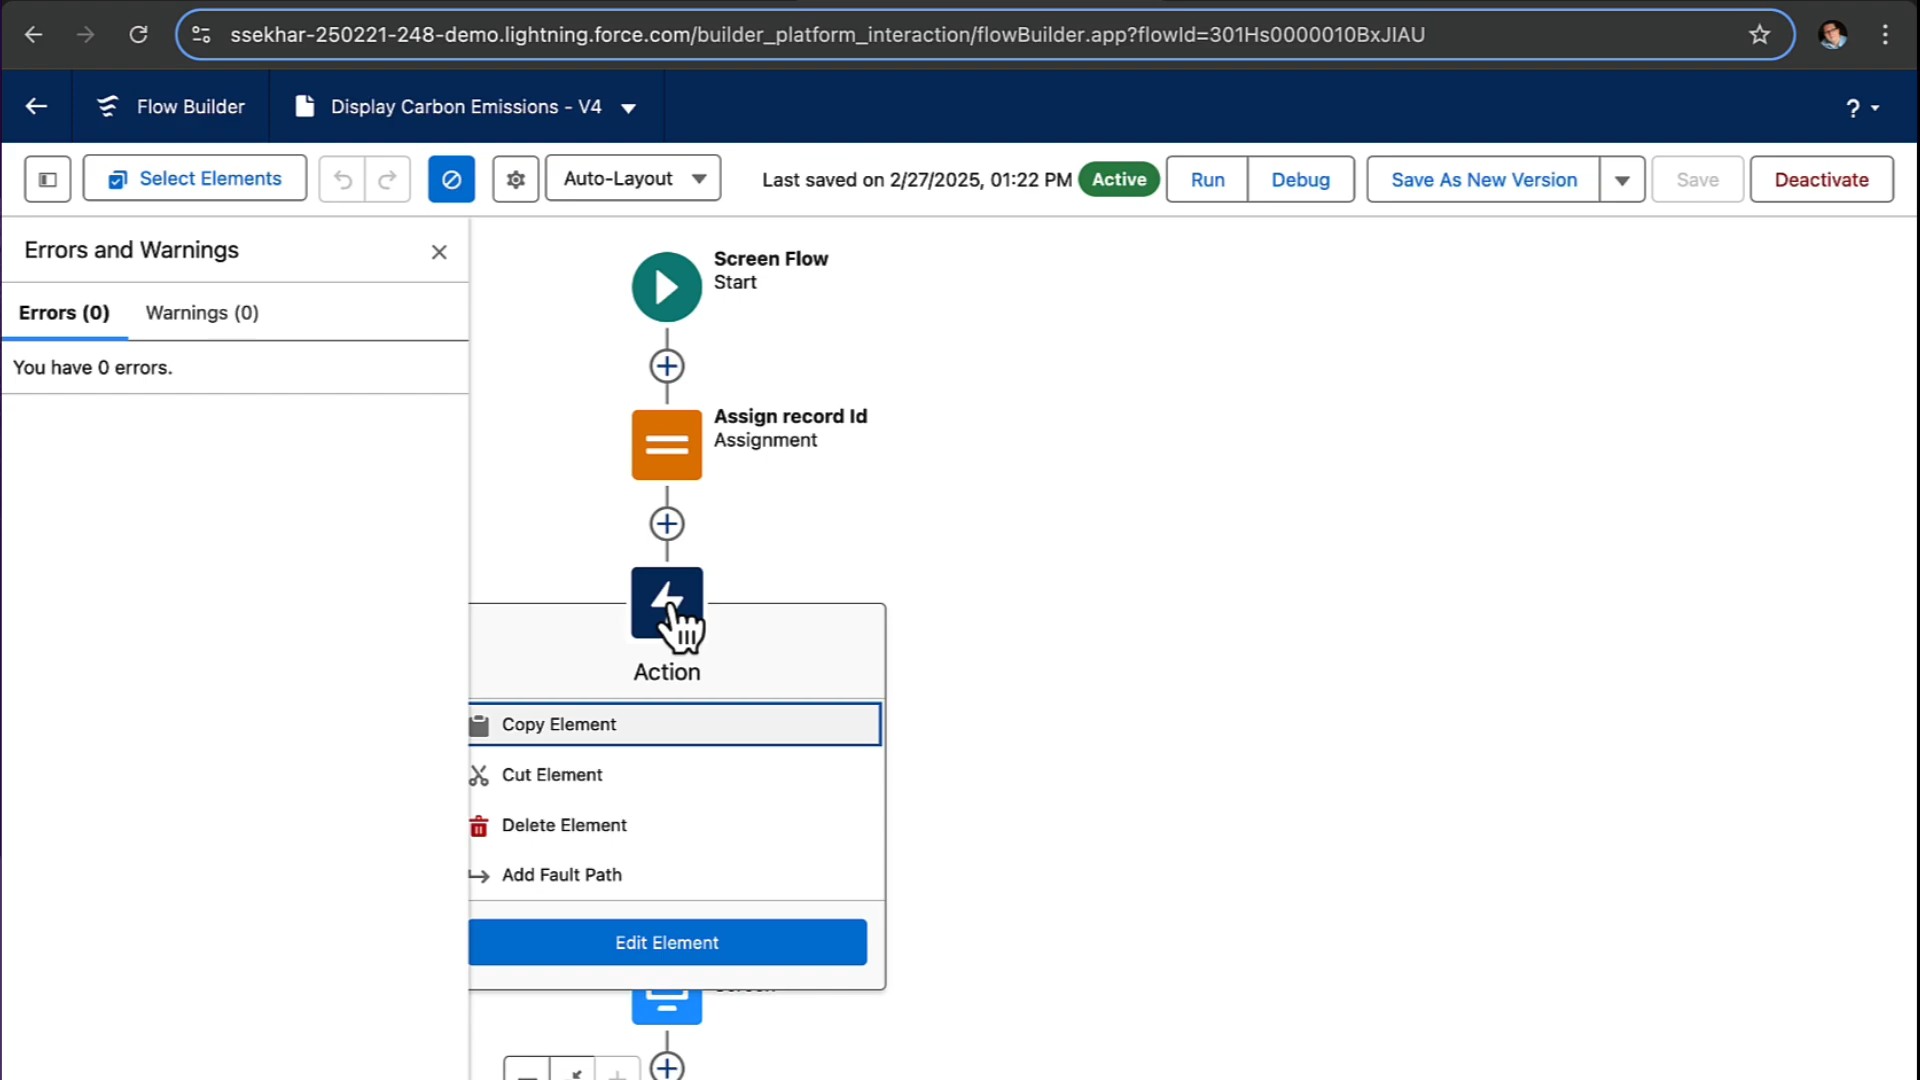 ssekhar-250221-248-demo.lightning.force.com/builder_platform_interaction/flowBuilder.app?flowId=301Hs0000010BxJIAU
Flow Builder
Display Carbon Emissions - V4
?
Select Elements
Auto-Layout
Last saved on 2/27/2025, 01:22 PM
Active
Run
Debug
Save As New Version
Save
Deactivate
Errors and Warnings
Errors (0)
Warnings (0)
You have 0 errors.
Screen Flow
Start
Assign record Id
Assignment
Action
Copy Element
Cut Element
Delete Element
Add Fault Path
Edit Element